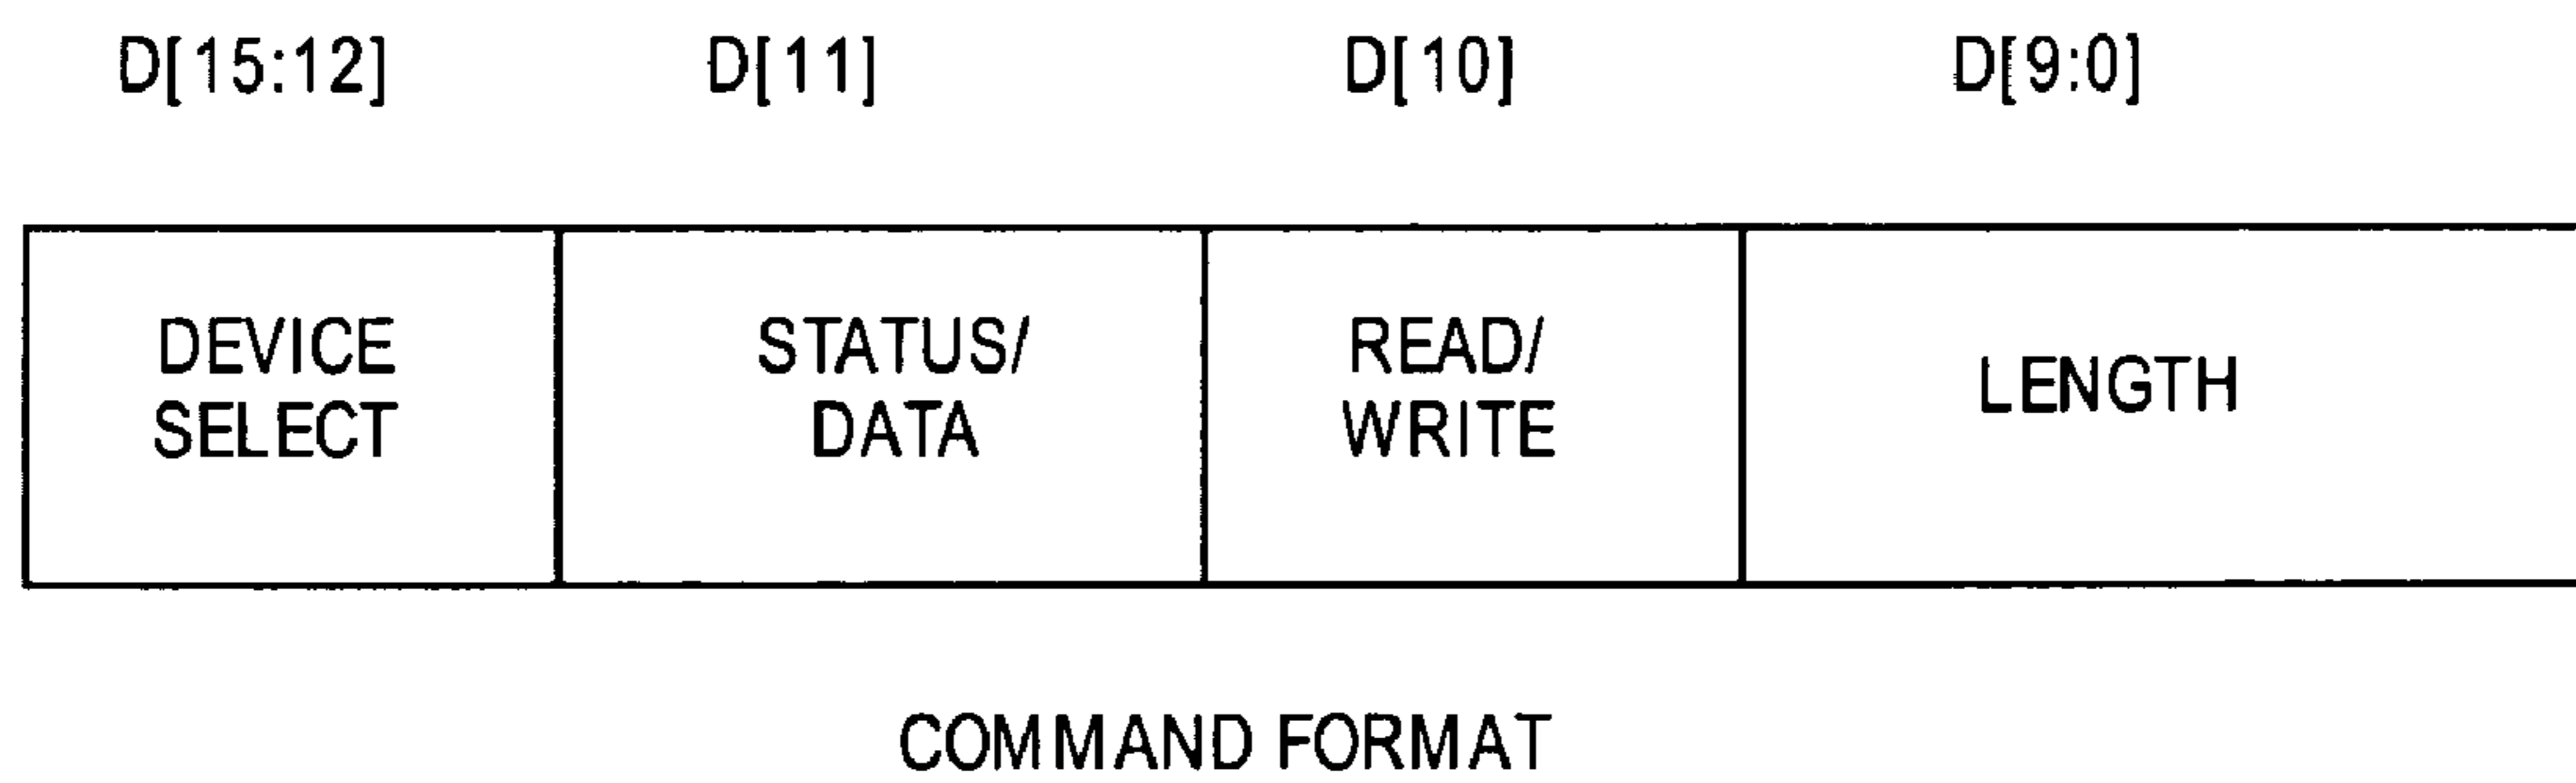 D[15:12] D[11] D[10] D[9:0]
DEVICE SELECT
STATUS/ DATA
READ/ WRITE
LENGTH
COMMAND FORMAT